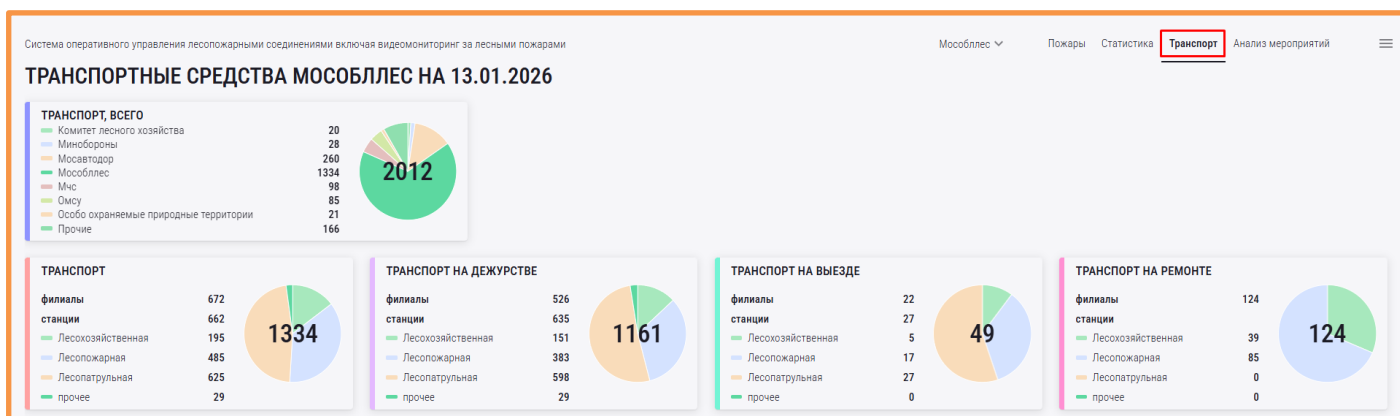 Система оперативного управления лесопожарными соединениями включая видеомониторинг за лесными пожарами
Мособллес Пожары Статистика Транспорт Анализ мероприятий
ТРАНСПОРТНЫЕ СРЕДСТВА МОСОБЛЛЕС НА 13.01.2026
ТРАНСПОРТ, ВСЕГО
Комитет лесного хозяйства 20
Минобороны 28
Мосавтодор 260
Мособллес 1334
Мчс 98
Омсу 85
Особо охраняемые природные территории 21
Прочие 166
2012
ТРАНСПОРТ
филиалы 672
станции 662
Лесохозяйственная 195
Лесопожарная 485
Лесопатрульная 625
прочее 29
1334
ТРАНСПОРТ НА ДЕЖУРСТВЕ
филиалы 526
станции 635
Лесохозяйственная 151
Лесопожарная 383
Лесопатрульная 598
прочее 29
1161
ТРАНСПОРТ НА ВЫЕЗДЕ
филиалы 22
станции 27
Лесохозяйственная 5
Лесопожарная 17
Лесопатрульная 27
прочее 0
49
ТРАНСПОРТ НА РЕМОНТЕ
филиалы 124
станции
Лесохозяйственная 39
Лесопожарная 85
Лесопатрульная 0
прочее 0
124